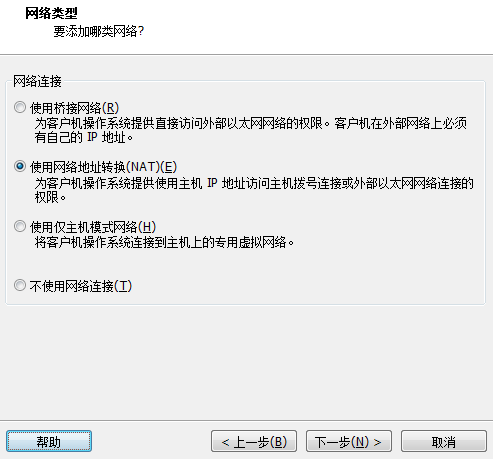 网络类型
要添加哪类网络?
网络连接
使用桥接网络(R)
为客户机操作系统提供直接访问外部以太网网络的权限。客户机在外部网络上必须
有自己的 IP 地址。
使用网络地址转换(NAT)(E)
为客户机操作系统提供使用主机 IP 地址访问主机拨号连接或外部以太网网络连接的
权限。
使用仅主机模式网络(H)
将客户机操作系统连接到主机上的专用虚拟网络。
不使用网络连接(T)
帮助
< 上一步(B)
下一步(N) >
取消